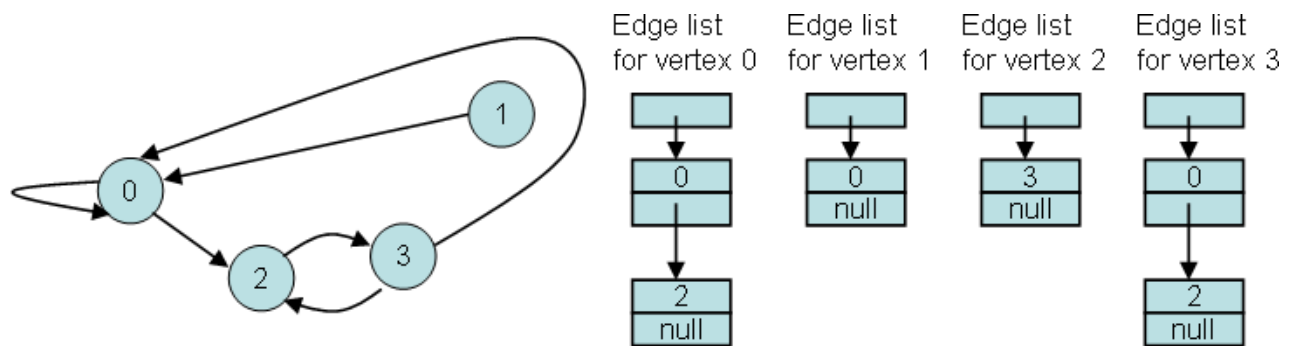 1
0
3
2
Edge list
for vertex 0
0
2
null
Edge list
for vertex 1
0
null
Edge list
for vertex 2
3
null
Edge list
for vertex 3
0
2
null